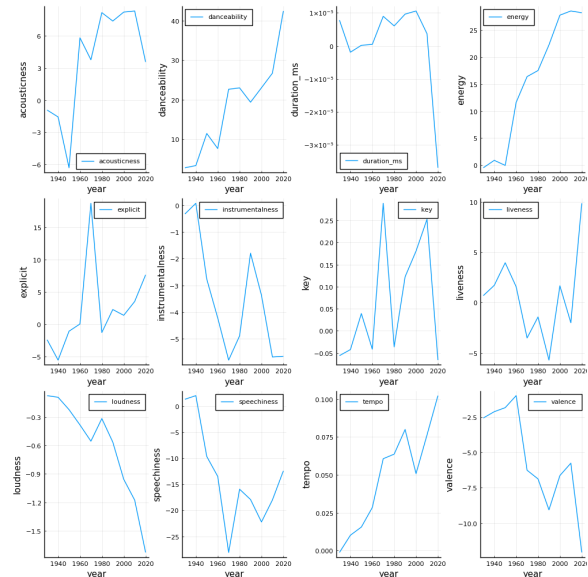 acousticness
6
3
0
−3
−6
acousticness
1940 1960 1980 2000 2020
year
danceability
40
30
20
10
danceability
1940 1960 1980 2000 2020
year
duration_ms
1×10⁻⁵
0
−1×10⁻⁵
−2×10⁻⁵
−3×10⁻⁵
duration_ms
1940 1960 1980 2000 2020
year
energy
25
20
15
10
5
0
energy
1940 1960 1980 2000 2020
year
explicit
15
10
5
0
−5
explicit
1940 1960 1980 2000 2020
year
instrumentalness
0
−1
−2
−3
−4
−5
instrumentalness
1940 1960 1980 2000 2020
year
key
0.25
0.20
0.15
0.10
0.05
0.00
−0.05
key
1940 1960 1980 2000 2020
year
liveness
10
5
0
−5
liveness
1940 1960 1980 2000 2020
year
loudness
−0.3
−0.6
−0.9
−1.2
−1.5
loudness
1940 1960 1980 2000 2020
year
speechiness
0
−5
−10
−15
−20
−25
speechiness
1940 1960 1980 2000 2020
year
tempo
0.100
0.075
0.050
0.025
0.000
tempo
1940 1960 1980 2000 2020
year
valence
−2.5
−5.0
−7.5
−10.0
valence
1940 1960 1980 2000 2020
year